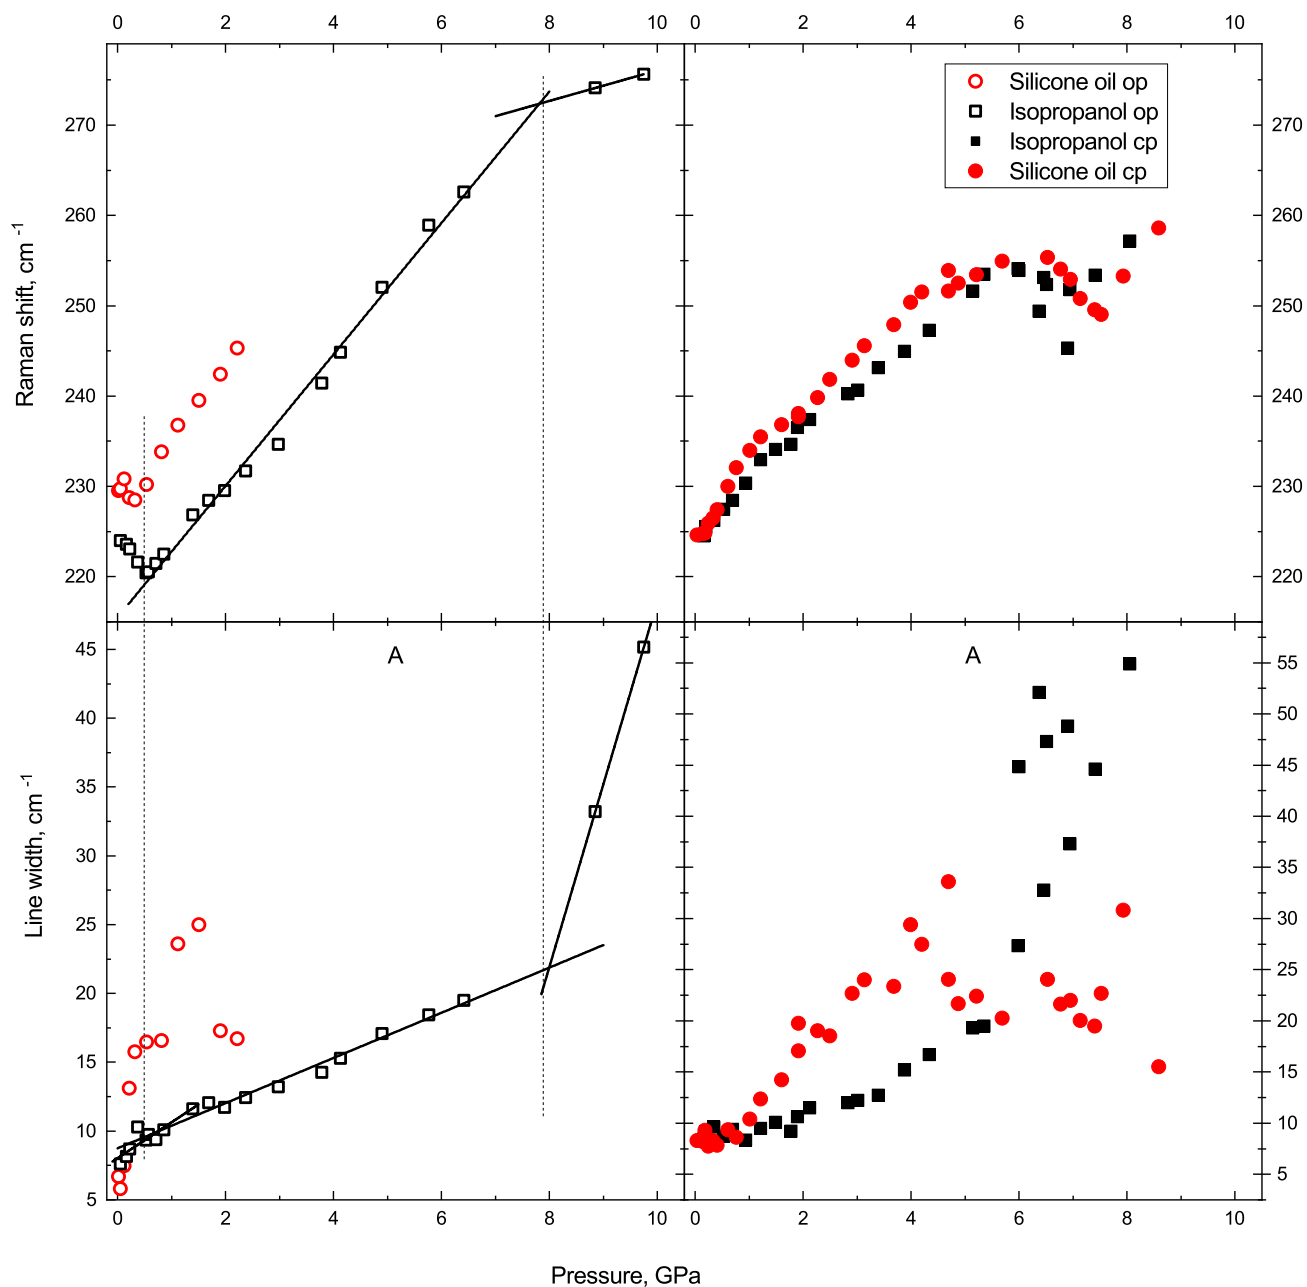 0 2 4 6 8 10 0 2 4 6 8 10
Silicone oil op
Isopropanol op
Isopropanol cp
Silicone oil cp
270 270
260 260
250 250
240 240
230 230
220 220
Raman shift, cm⁻¹
A A
45 55
40 50
35 45
30 40
25 35
20 30
15 25
10 20
5 15
10
5
Line width, cm⁻¹
0 2 4 6 8 10 0 2 4 6 8 10
Pressure, GPa